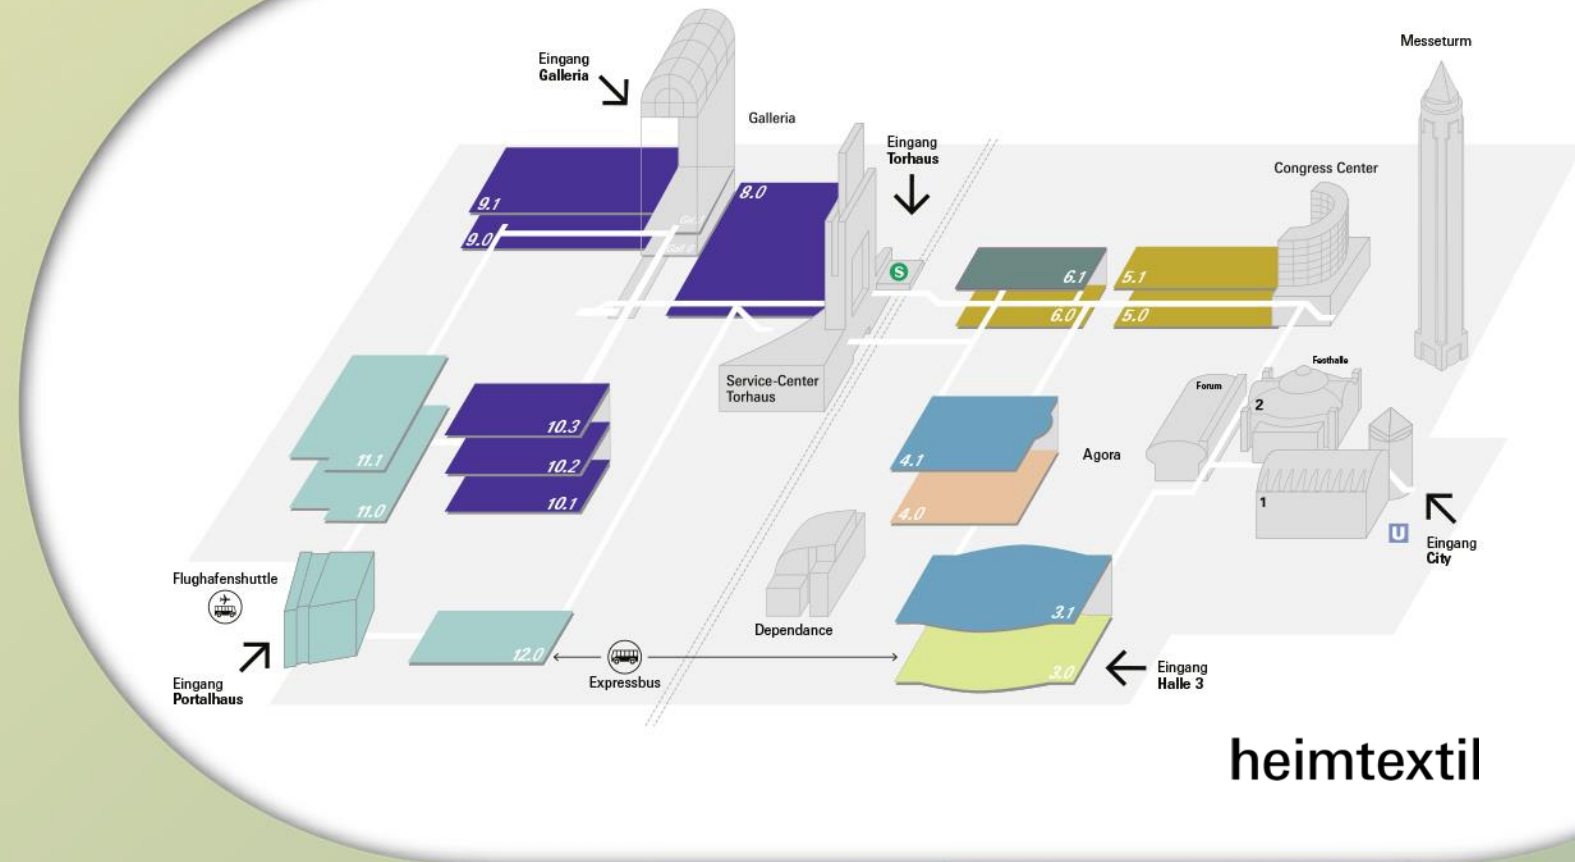 Messeturm
Eingang
Galleria
Galleria
Eingang
Torhaus
Congress Center
9.1
9.0
8.0
S
6.1
6.0
5.1
5.0
Service-Center
Torhaus
Festhalle
Forum
2
1
11.1
11.0
10.3
10.2
10.1
4.1
4.0
Agora
U
Eingang
City
Flughafenshuttle
Eingang
Portalhaus
12.0
Expressbus
Dependance
3.1
3.0
Eingang
Halle 3
heimtextil